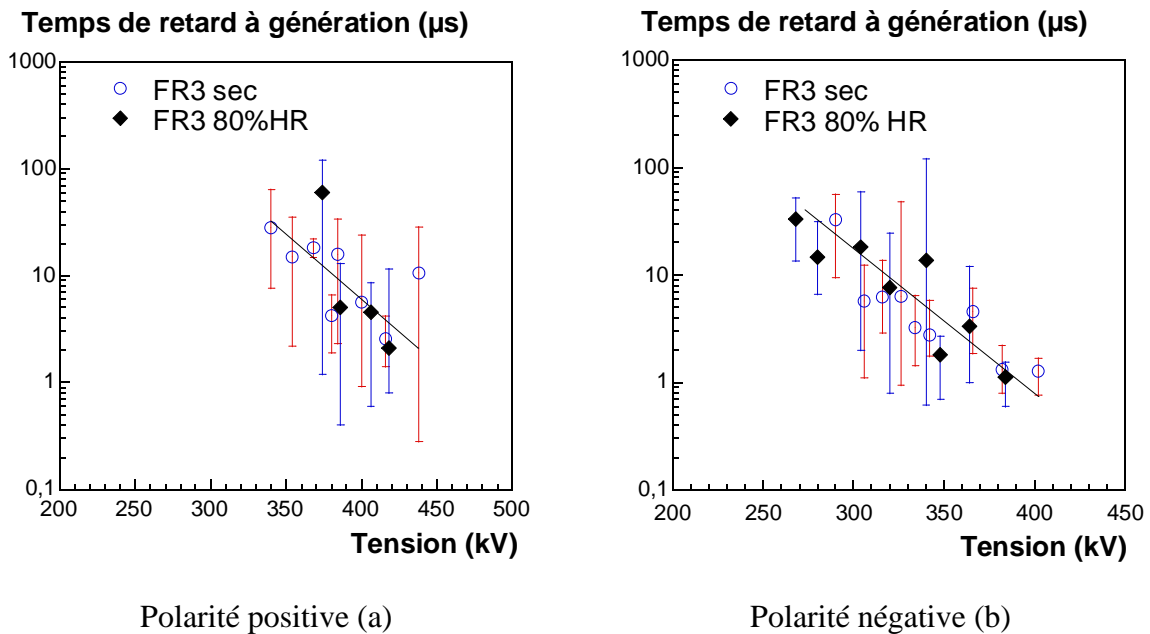 Temps de retard à génération (µs)
1000
100
10
1
0,1
FR3 sec
FR3 80%HR
200 250 300 350 400 450 500
Tension (kV)
Polarité positive (a)
Temps de retard à génération (µs)
1000
100
10
1
0,1
FR3 sec
FR3 80% HR
200 250 300 350 400 450
Tension (kV)
Polarité négative (b)